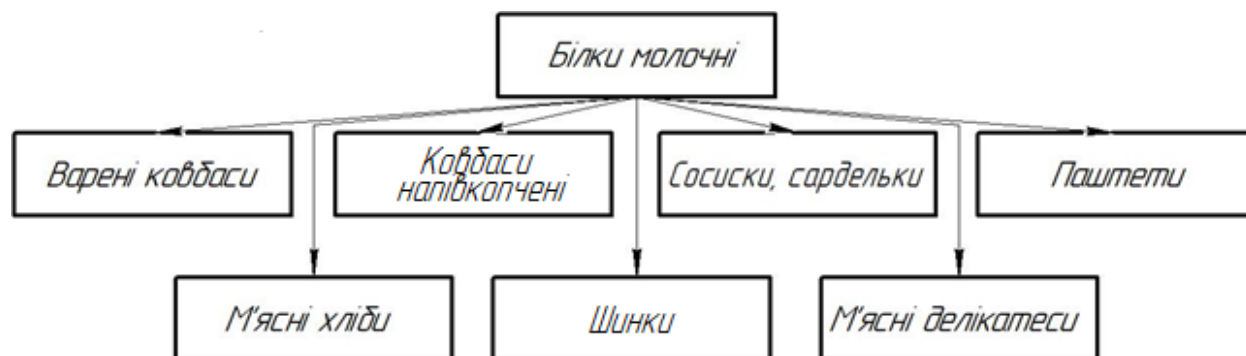 Білки молочні
Варені ковбаси
Ковбаси
напівкопчені
Сосиски, сардельки
Паштети
М'ясні хліби
Шинки
М'ясні делікатеси